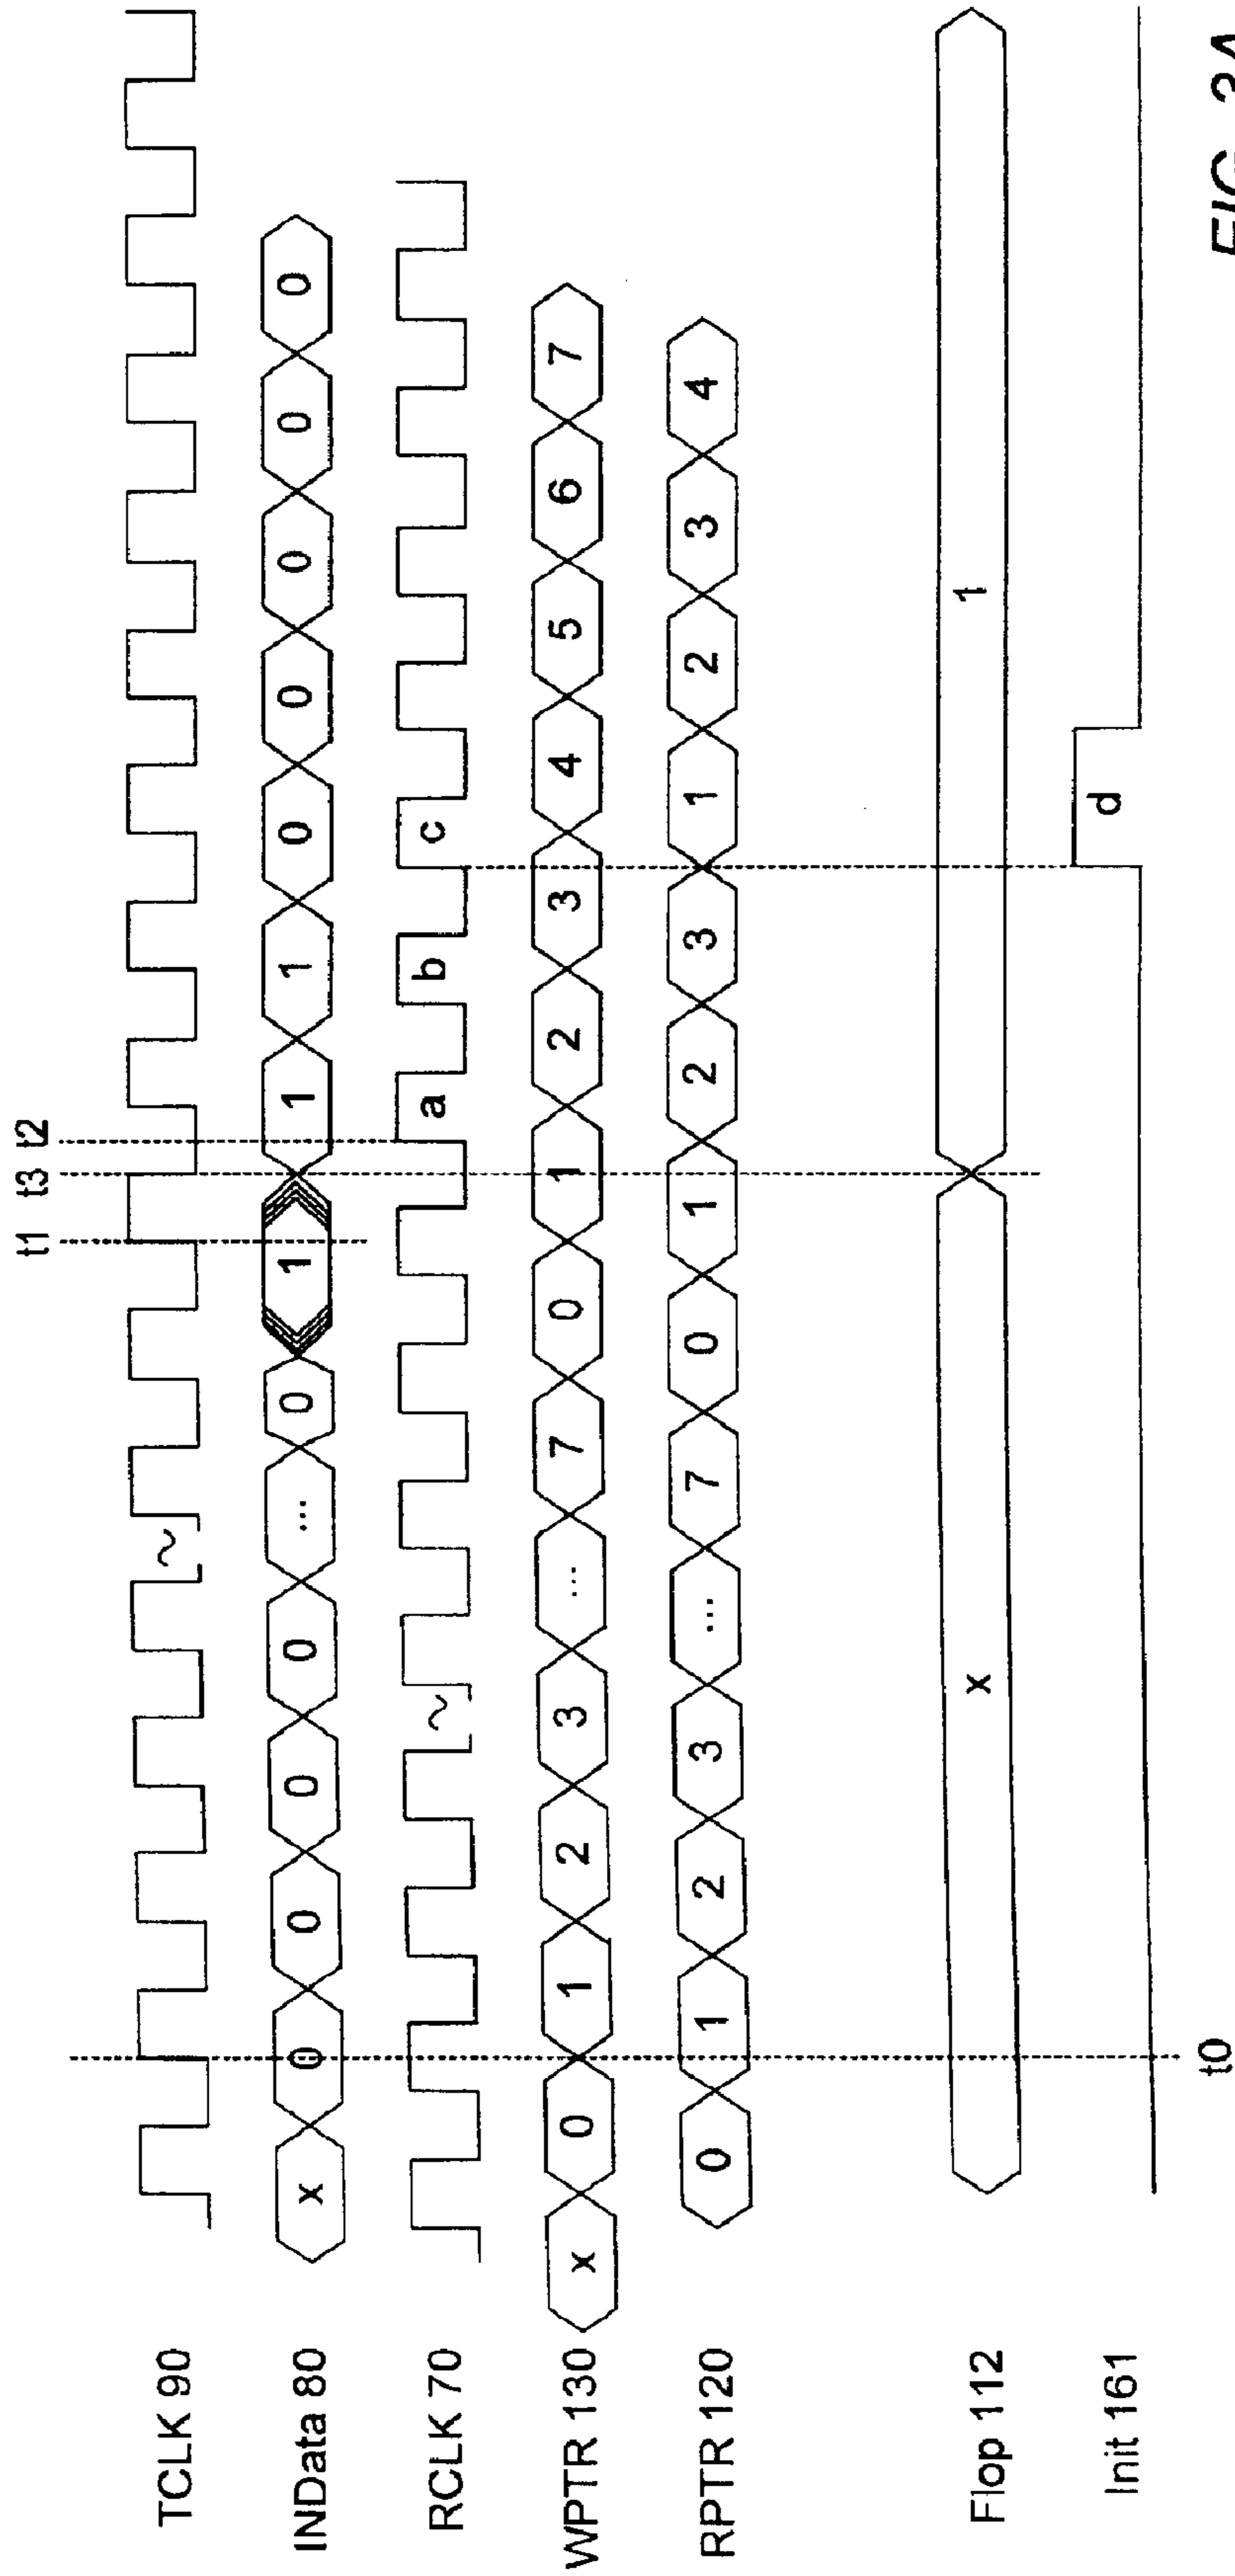 t1 t3 t2
TCLK 90 ~
INData 80 x 0 0 0 0 ... 0 1 1 1 0 0 0 0 0
RCLK 70 ~ a b c
WPTR 130 x 0 1 2 3 ... 7 0 1 2 3 4 5 6 7
RPTR 120 0 1 2 3 ... 7 0 1 2 3 1 2 3 4
Flop 112 x 1
Init 161 d
t0
FIG. 3A